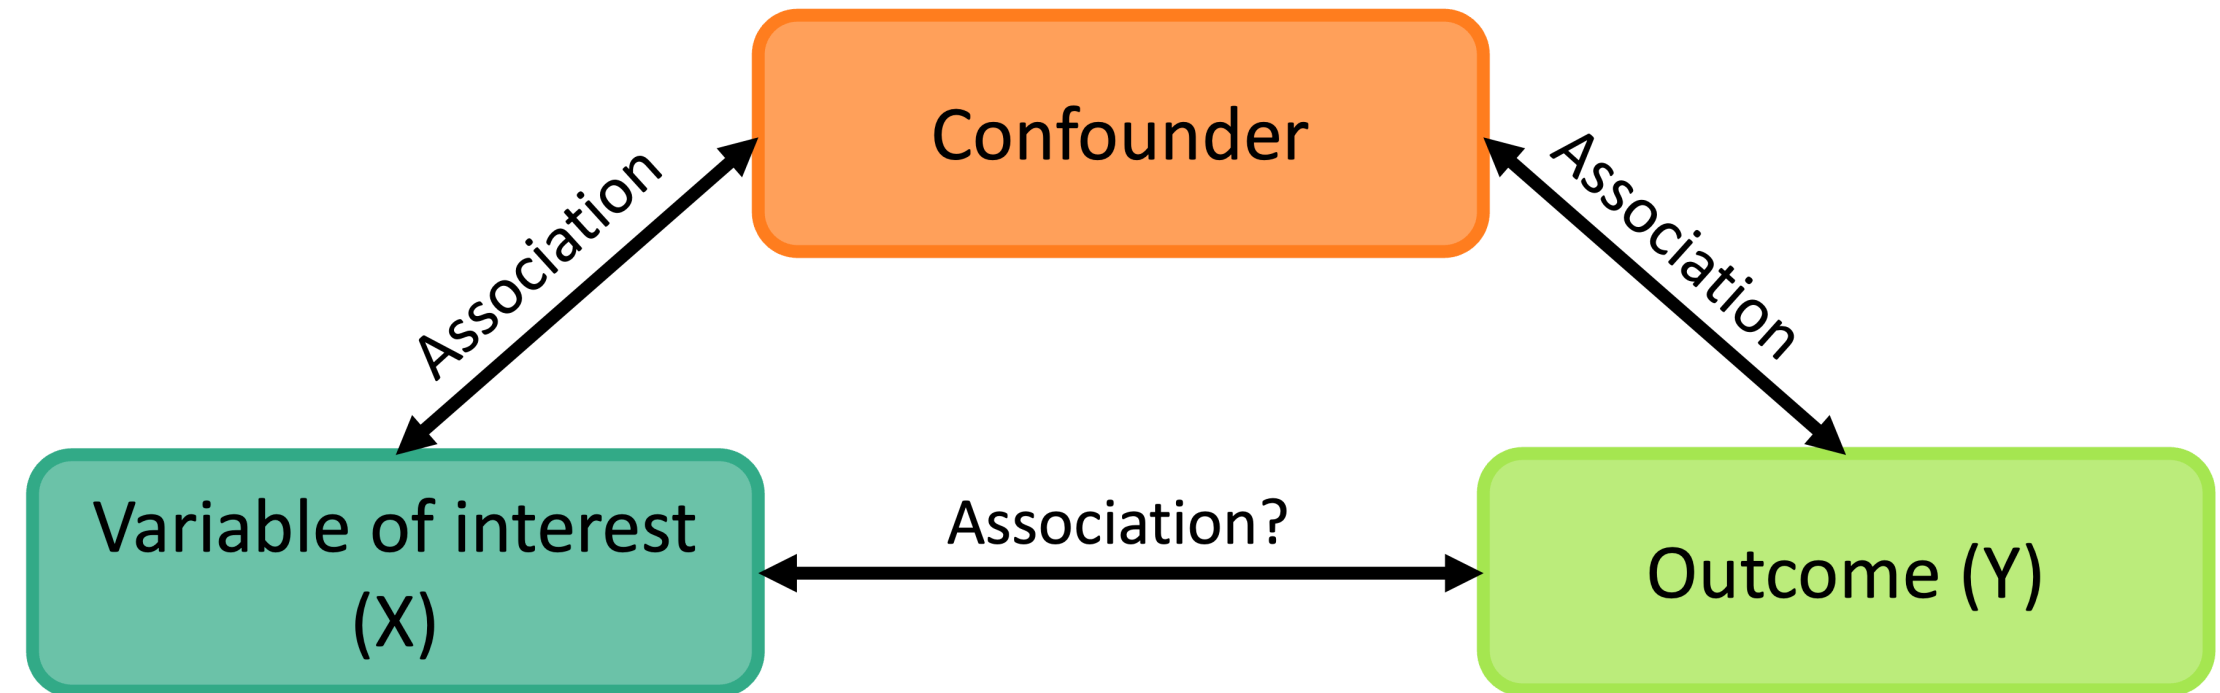 Confounder
Association
Association
Variable of interest
(X)
Association?
Outcome (Y)